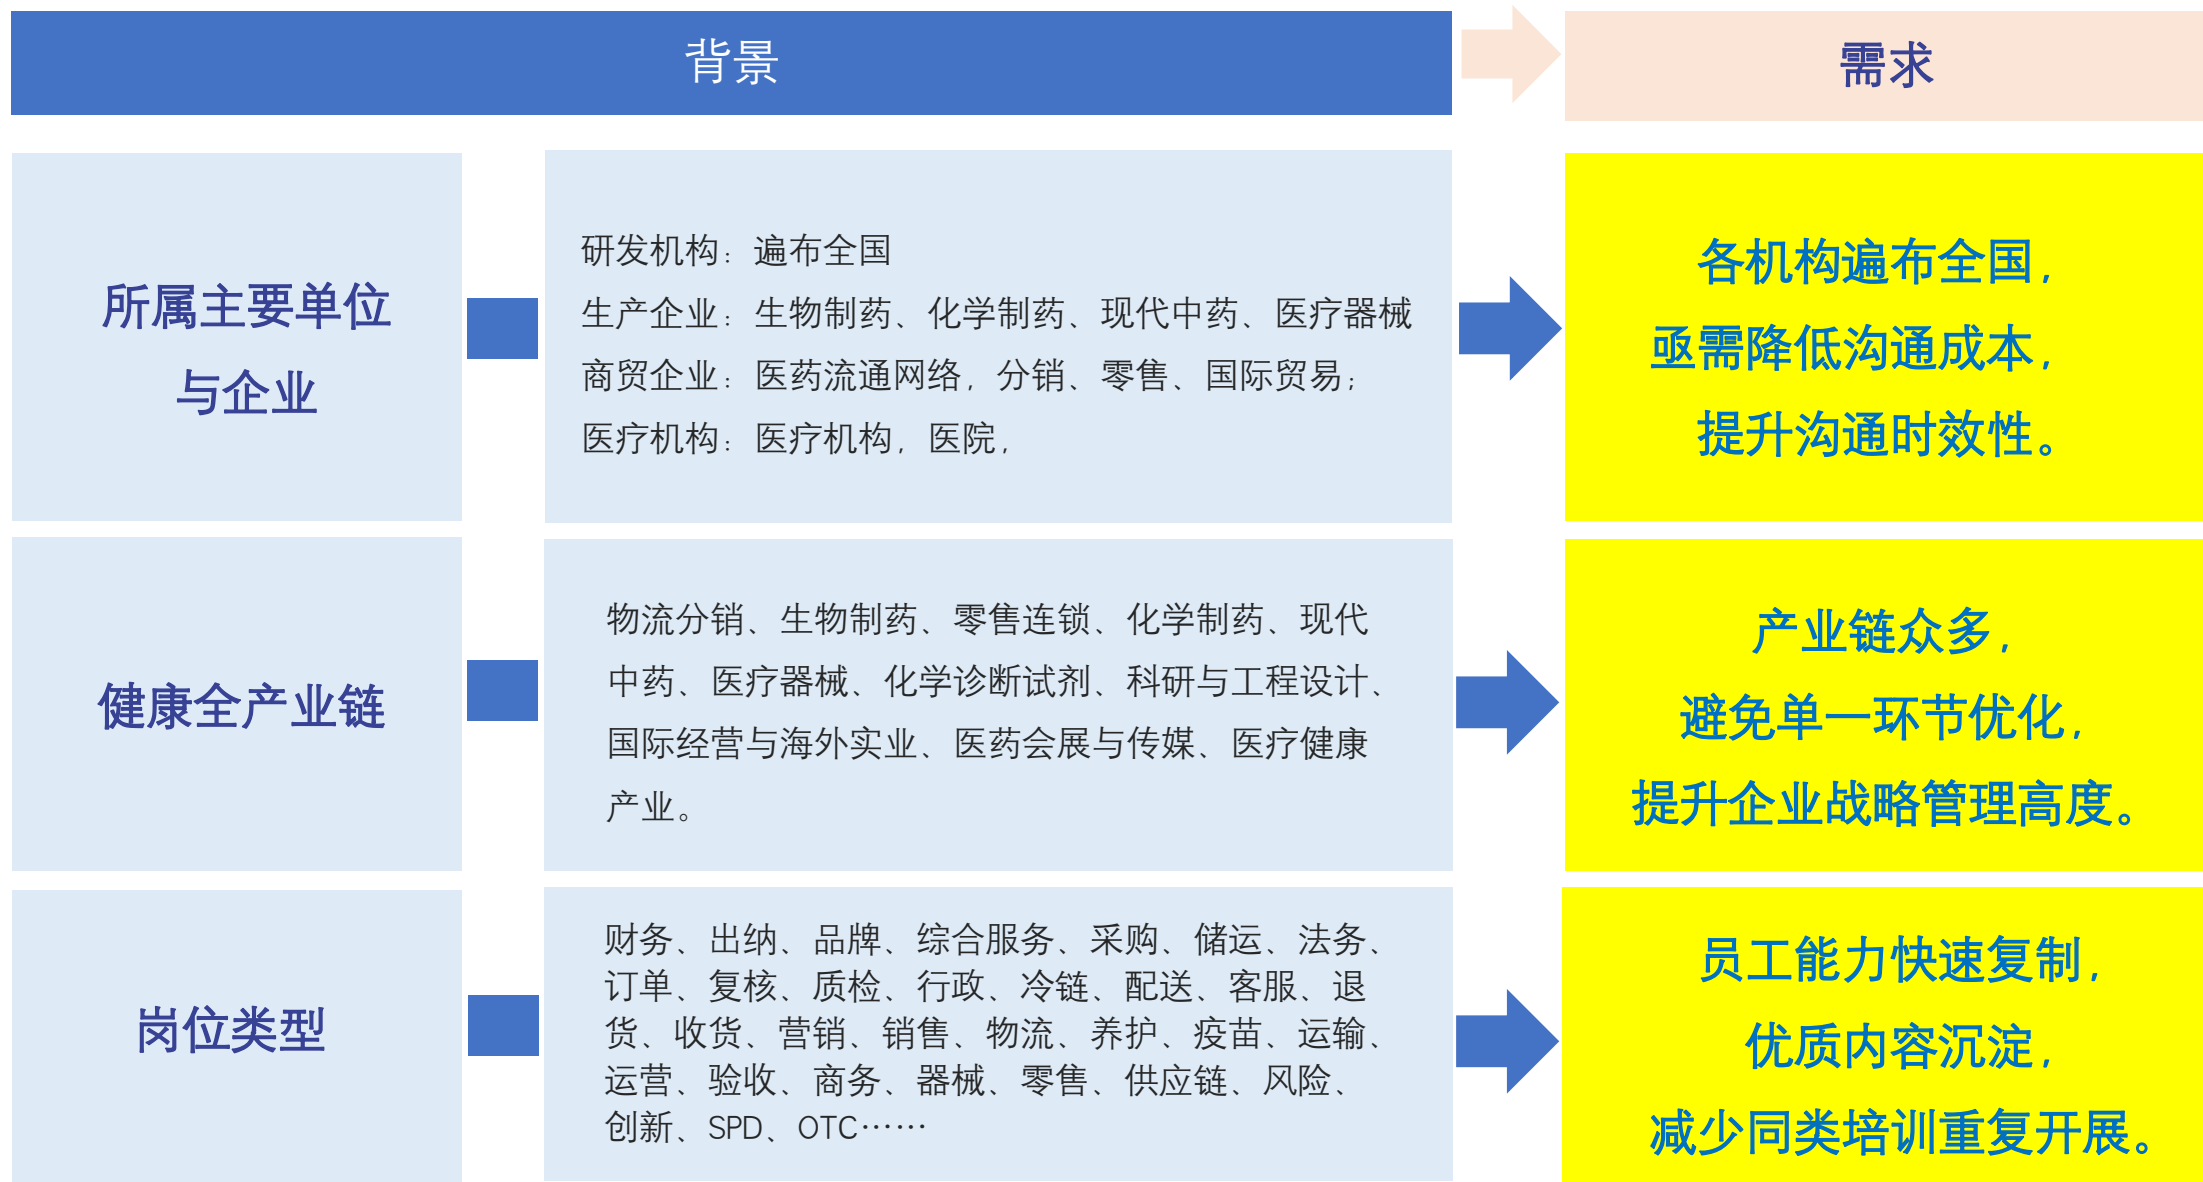 背景
需求
所属主要单位
与企业
研发机构：遍布全国
生产企业：生物制药、化学制药、现代中药、医疗器械
商贸企业：医药流通网络，分销、零售、国际贸易；
医疗机构：医疗机构，医院，
各机构遍布全国，
亟需降低沟通成本，
提升沟通时效性。
健康全产业链
物流分销、生物制药、零售连锁、化学制药、现代
中药、医疗器械、化学诊断试剂、科研与工程设计、
国际经营与海外实业、医药会展与传媒、医疗健康
产业。
产业链众多，
避免单一环节优化，
提升企业战略管理高度。
岗位类型
财务、出纳、品牌、综合服务、采购、储运、法务、
订单、复核、质检、行政、冷链、配送、客服、退
货、收货、营销、销售、物流、养护、疫苗、运输、
运营、验收、商务、器械、零售、供应链、风险、
创新、SPD、OTC……
员工能力快速复制，
优质内容沉淀，
减少同类培训重复开展。